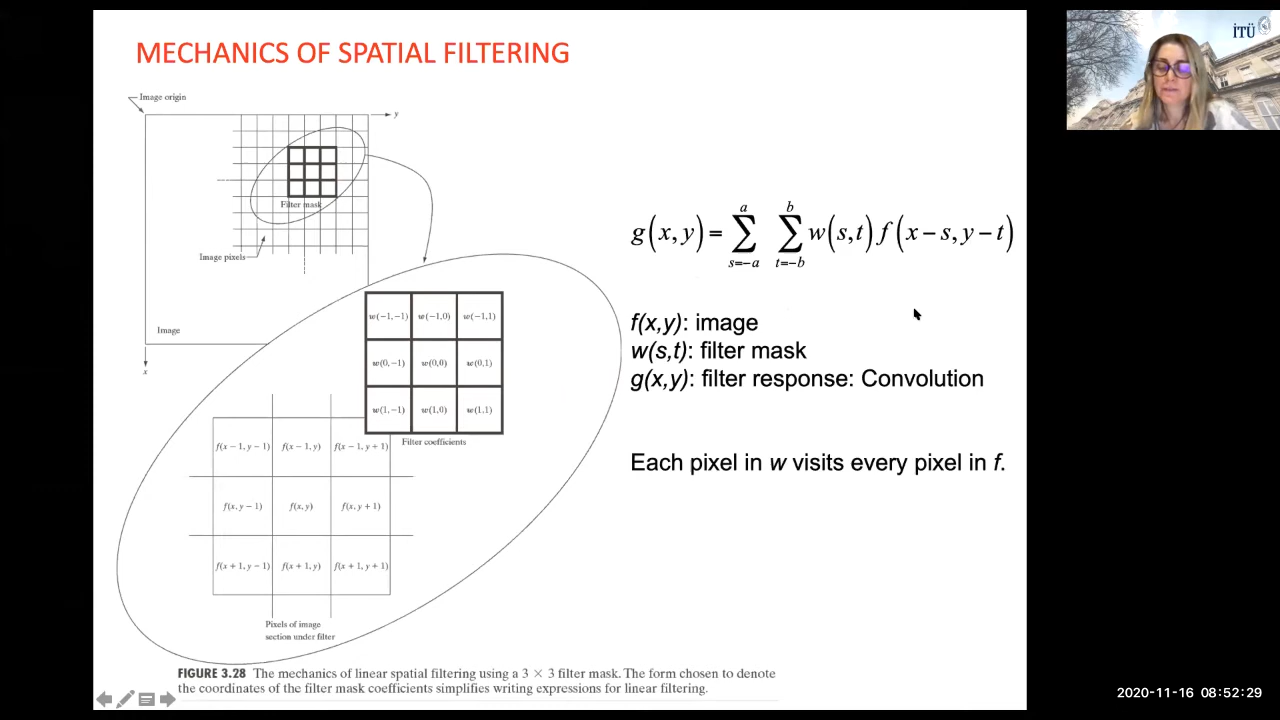 MECHANICS OF SPATIAL FILTERING
İTÜ
Image origin
y
Filter mask
Image pixels
Image
x
w(−1,−1) w(−1,0) w(−1,1)
w(0,−1) w(0,0) w(0,1)
w(1,−1) w(1,0) w(1,1)
Filter coefficients
f(x − 1, y − 1) f(x − 1, y) f(x − 1, y + 1)
f(x, y − 1) f(x, y) f(x, y + 1)
f(x + 1, y − 1) f(x + 1, y) f(x + 1, y + 1)
Pixels of image
section under filter
g(x, y) = ∑_{s=−a}^{a} ∑_{t=−b}^{b} w(s,t) f(x − s, y − t)
f(x,y): image
w(s,t): filter mask
g(x,y): filter response: Convolution
Each pixel in w visits every pixel in f.
FIGURE 3.28 The mechanics of linear spatial filtering using a 3 × 3 filter mask. The form chosen to denote
the coordinates of the filter mask coefficients simplifies writing expressions for linear filtering.
2020-11-16 08:52:29